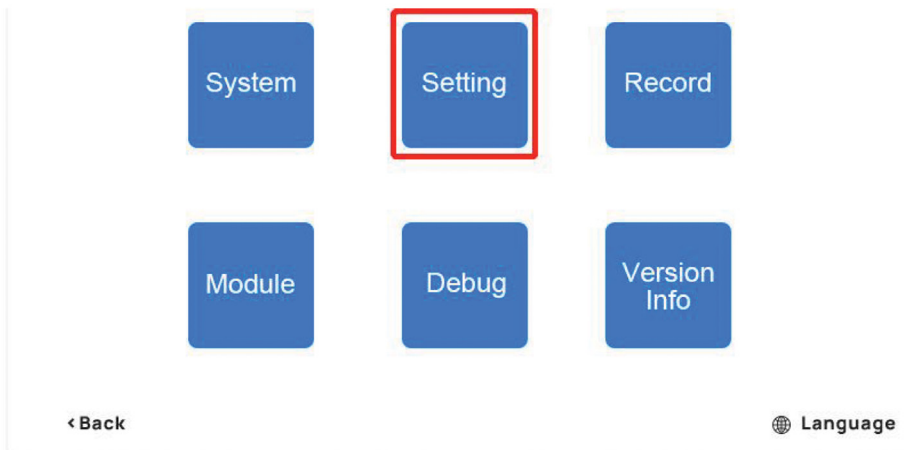 System
Setting
Record
Module
Debug
Version
Info
<Back
Language